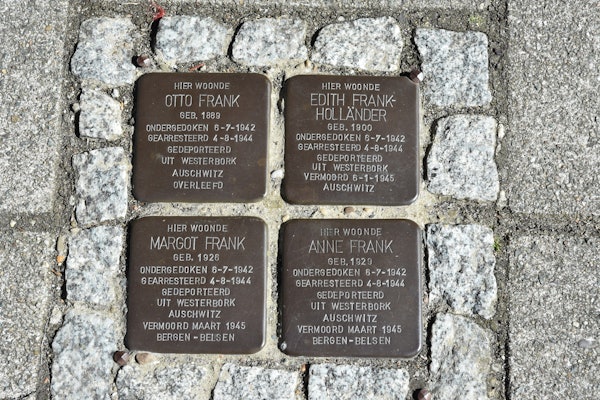 HIER WOONDE
OTTO FRANK
GEB. 1889
ONDERGEDOKEN 6-7-1942
GEARRESTEERD 4-8-1944
GEDEPORTEERD
UIT WESTERBORK
AUSCHWITZ
OVERLEEFD
HIER WOONDE
EDITH FRANK-
HOLLÄNDER
GEB. 1900
ONDERGEDOKEN 6-7-1942
GEARRESTEERD 4-8-1944
GEDEPORTEERD
UIT WESTERBORK
VERMOORD 6-1-1945
AUSCHWITZ
HIER WOONDE
MARGOT FRANK
GEB. 1926
ONDERGEDOKEN 6-7-1942
GEARRESTEERD 4-8-1944
GEDEPORTEERD
UIT WESTERBORK
AUSCHWITZ
VERMOORD MAART 1945
BERGEN-BELSEN
HIER WOONDE
ANNE FRANK
GEB. 1929
ONDERGEDOKEN 6-7-1942
GEARRESTEERD 4-8-1944
GEDEPORTEERD
UIT WESTERBORK
AUSCHWITZ
VERMOORD MAART 1945
BERGEN-BELSEN